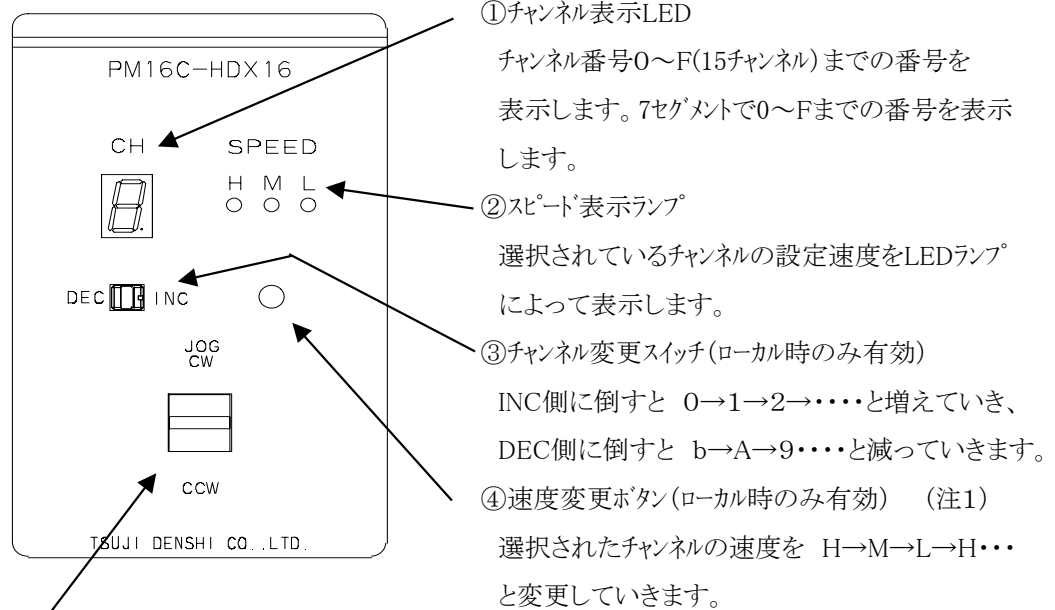 PM16C-HDX16
CH
SPEED
H M L
DEC
INC
JOG
CW
CCW
TSUJI DENSHI CO.,LTD.
①ﾁｬﾝﾈﾙ表示LED
ﾁｬﾝﾈﾙ番号0～F(15ﾁｬﾝﾈﾙ)までの番号を
表示します。7ｾｸﾞﾒﾝﾄで0～Fまでの番号を表示
します。
②ｽﾋﾟｰﾄﾞ表示ﾗﾝﾌﾟ
選択されているﾁｬﾝﾈﾙの設定速度をLEDﾗﾝﾌﾟ
によって表示します。
③ﾁｬﾝﾈﾙ変更ｽｲｯﾁ(ﾛｰｶﾙ時のみ有効)
INC側に倒すと 0→1→2→・・・・と増えていき、
DEC側に倒すと b→A→9・・・・と減っていきます。
④速度変更ﾎﾞﾀﾝ(ﾛｰｶﾙ時のみ有効) (注1)
選択されたﾁｬﾝﾈﾙの速度を H→M→L→H・・・
と変更していきます。